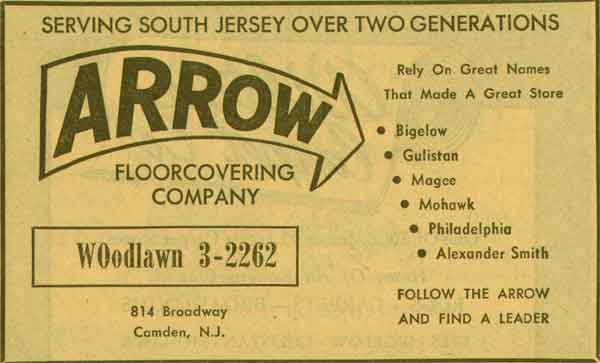 SERVING SOUTH JERSEY OVER TWO GENERATIONS
ARROW
FLOORCOVERING
COMPANY
WOodlawn 3-2262
814 Broadway
Camden, N.J.
Rely On Great Names
That Made A Great Store
• Bigelow
• Gulistan
• Magee
• Mohawk
• Philadelphia
• Alexander Smith
FOLLOW THE ARROW
AND FIND A LEADER